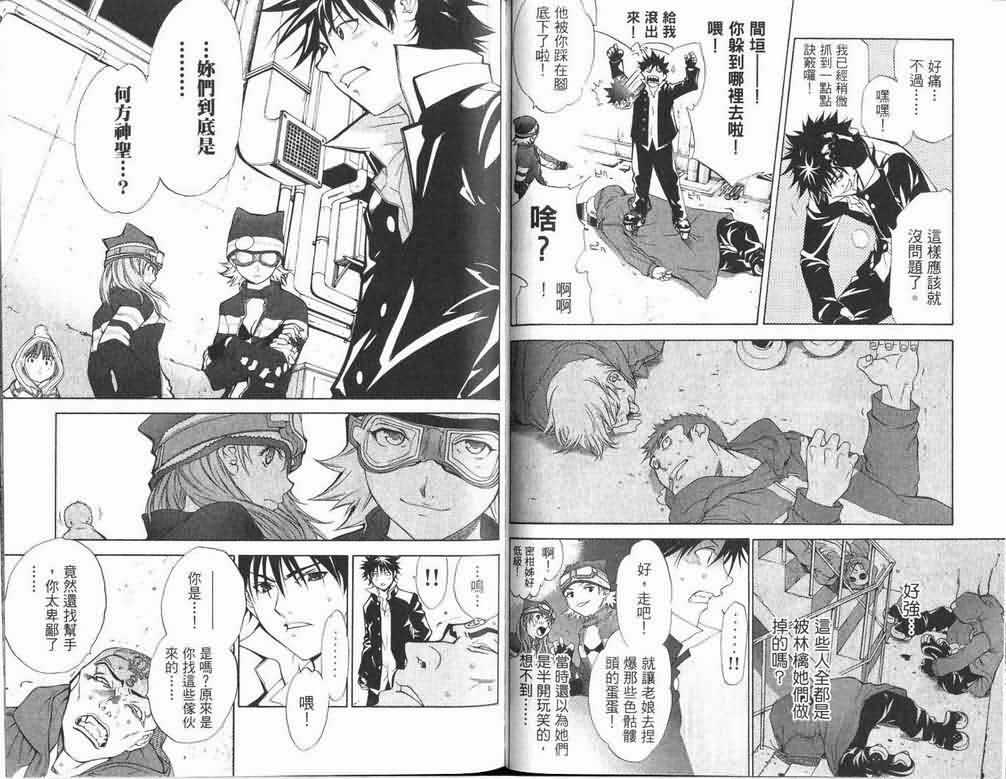 好痛…
不過……
嘿嘿！
我已經稍微
抓到一點點
訣竅囉！
這樣應該就
沒問題了。
間垣——！
你躲到哪裡去啦！
喂！
給我
滾出
來！
他被你踩在腳
底下了啦！
啥？
啊啊
！
好強…
這些人全都是
被林檎她們做
掉的嗎？
……
好，走吧！
就讓老娘去捏
爆那些色骷髏
頭的蛋蛋！
啊！
密柑姊好
低級！
當時還以為她們
是半開玩笑的，
想不到……
……妳們到底是
………
何方神聖…？
嗚…
!!
……
喂！
你是…！
是嗎？原來是
你找這些傢伙
來的…
竟然還找幫手
，你太卑鄙了